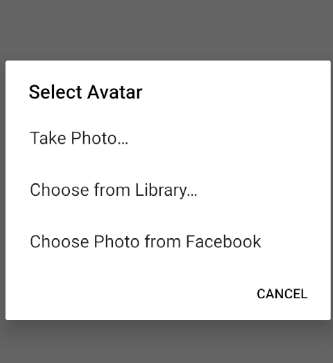 Select Avatar
Take Photo...
Choose from Library...
Choose Photo from Facebook
CANCEL